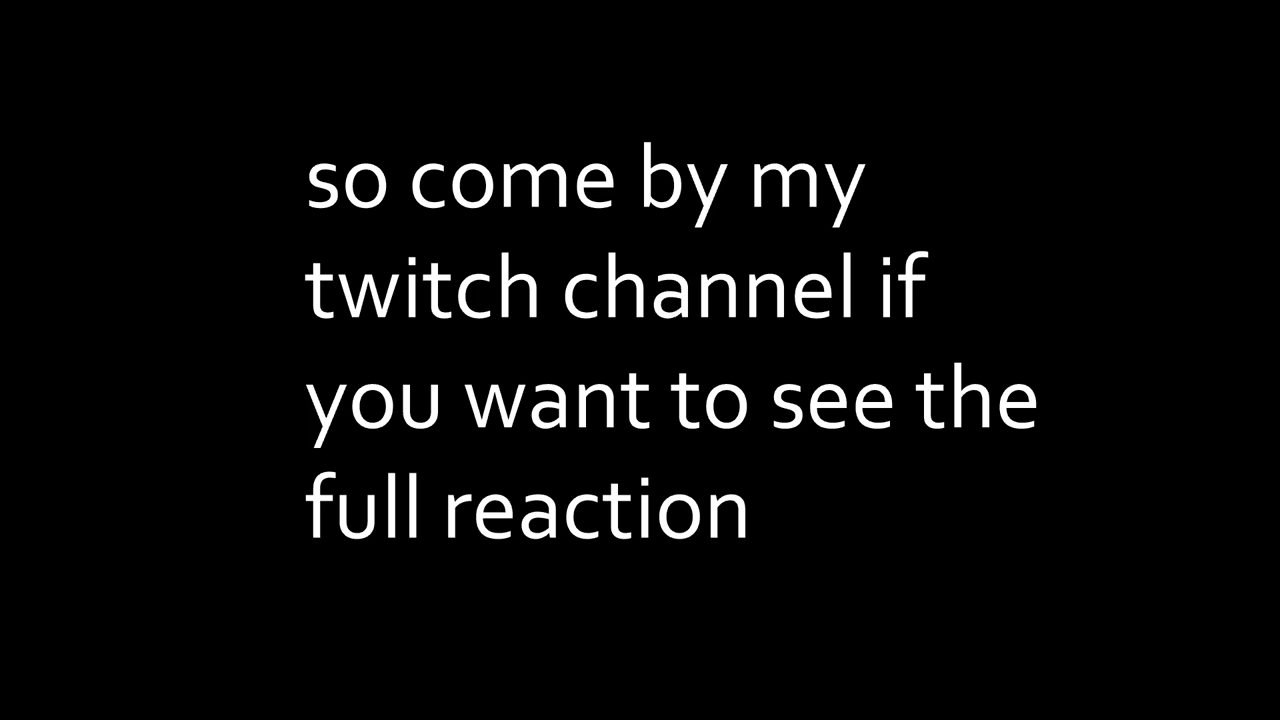 so come by my
twitch channel if
you want to see the
full reaction